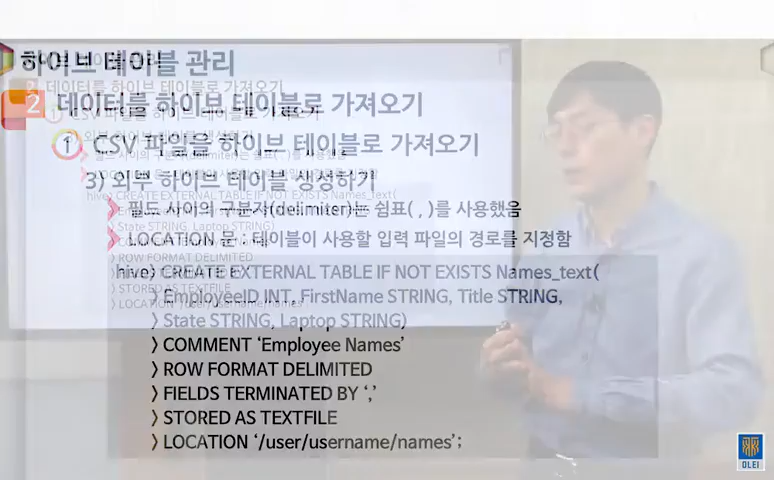 하이브 테이블 관리
2 데이터를 하이브 테이블로 가져오기
① CSV 파일을 하이브 테이블로 가져오기
3) 외부 하이브 테이블 생성하기
》 필드 사이의 구분자(delimiter)는 쉼표( , )를 사용했음
》 LOCATION 문 : 테이블이 사용할 입력 파일의 경로를 지정함
hive〉 CREATE EXTERNAL TABLE IF NOT EXISTS Names_text(
〉 EmployeeID INT, FirstName STRING, Title STRING,
〉 State STRING, Laptop STRING)
〉 COMMENT ‘Employee Names’
〉 ROW FORMAT DELIMITED
〉 FIELDS TERMINATED BY ‘,’
〉 STORED AS TEXTFILE
〉 LOCATION ‘/user/username/names’;
OLEI